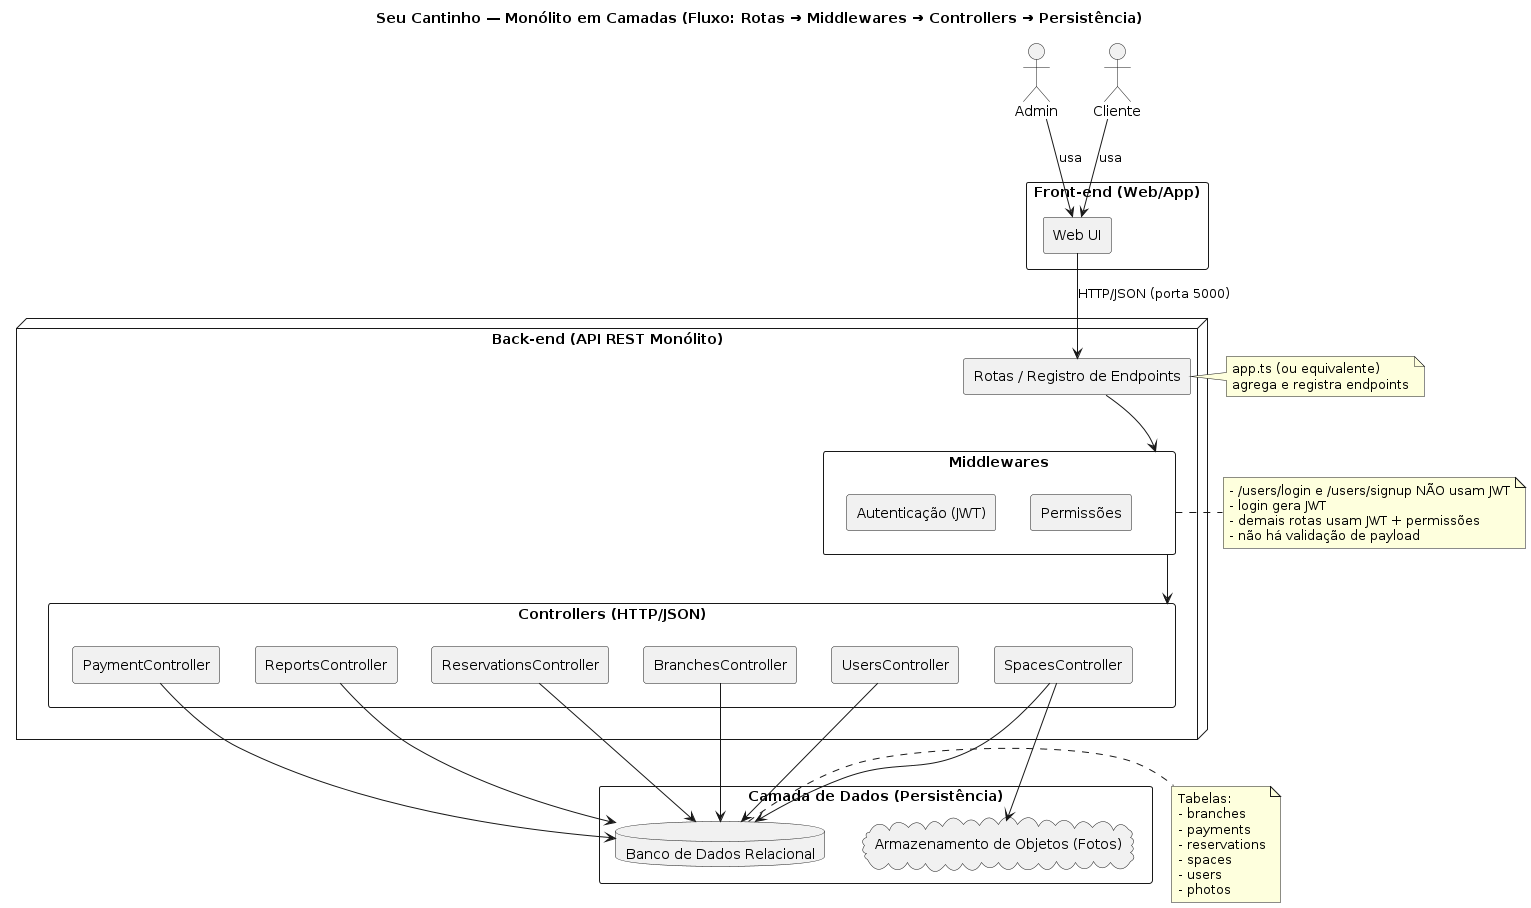 Seu Cantinho — Monólito em Camadas (Fluxo: Rotas → Middlewares → Controllers → Persistência)
Admin
Cliente
usa
usa
Front-end (Web/App)
Web UI
HTTP/JSON (porta 5000)
Back-end (API REST Monólito)
Rotas / Registro de Endpoints
app.ts (ou equivalente)
agrega e registra endpoints
Middlewares
Autenticação (JWT)
Permissões
- /users/login e /users/signup NÃO usam JWT
- login gera JWT
- demais rotas usam JWT + permissões
- não há validação de payload
Controllers (HTTP/JSON)
PaymentController
ReportsController
ReservationsController
BranchesController
UsersController
SpacesController
Camada de Dados (Persistência)
Banco de Dados Relacional
Armazenamento de Objetos (Fotos)
Tabelas:
- branches
- payments
- reservations
- spaces
- users
- photos